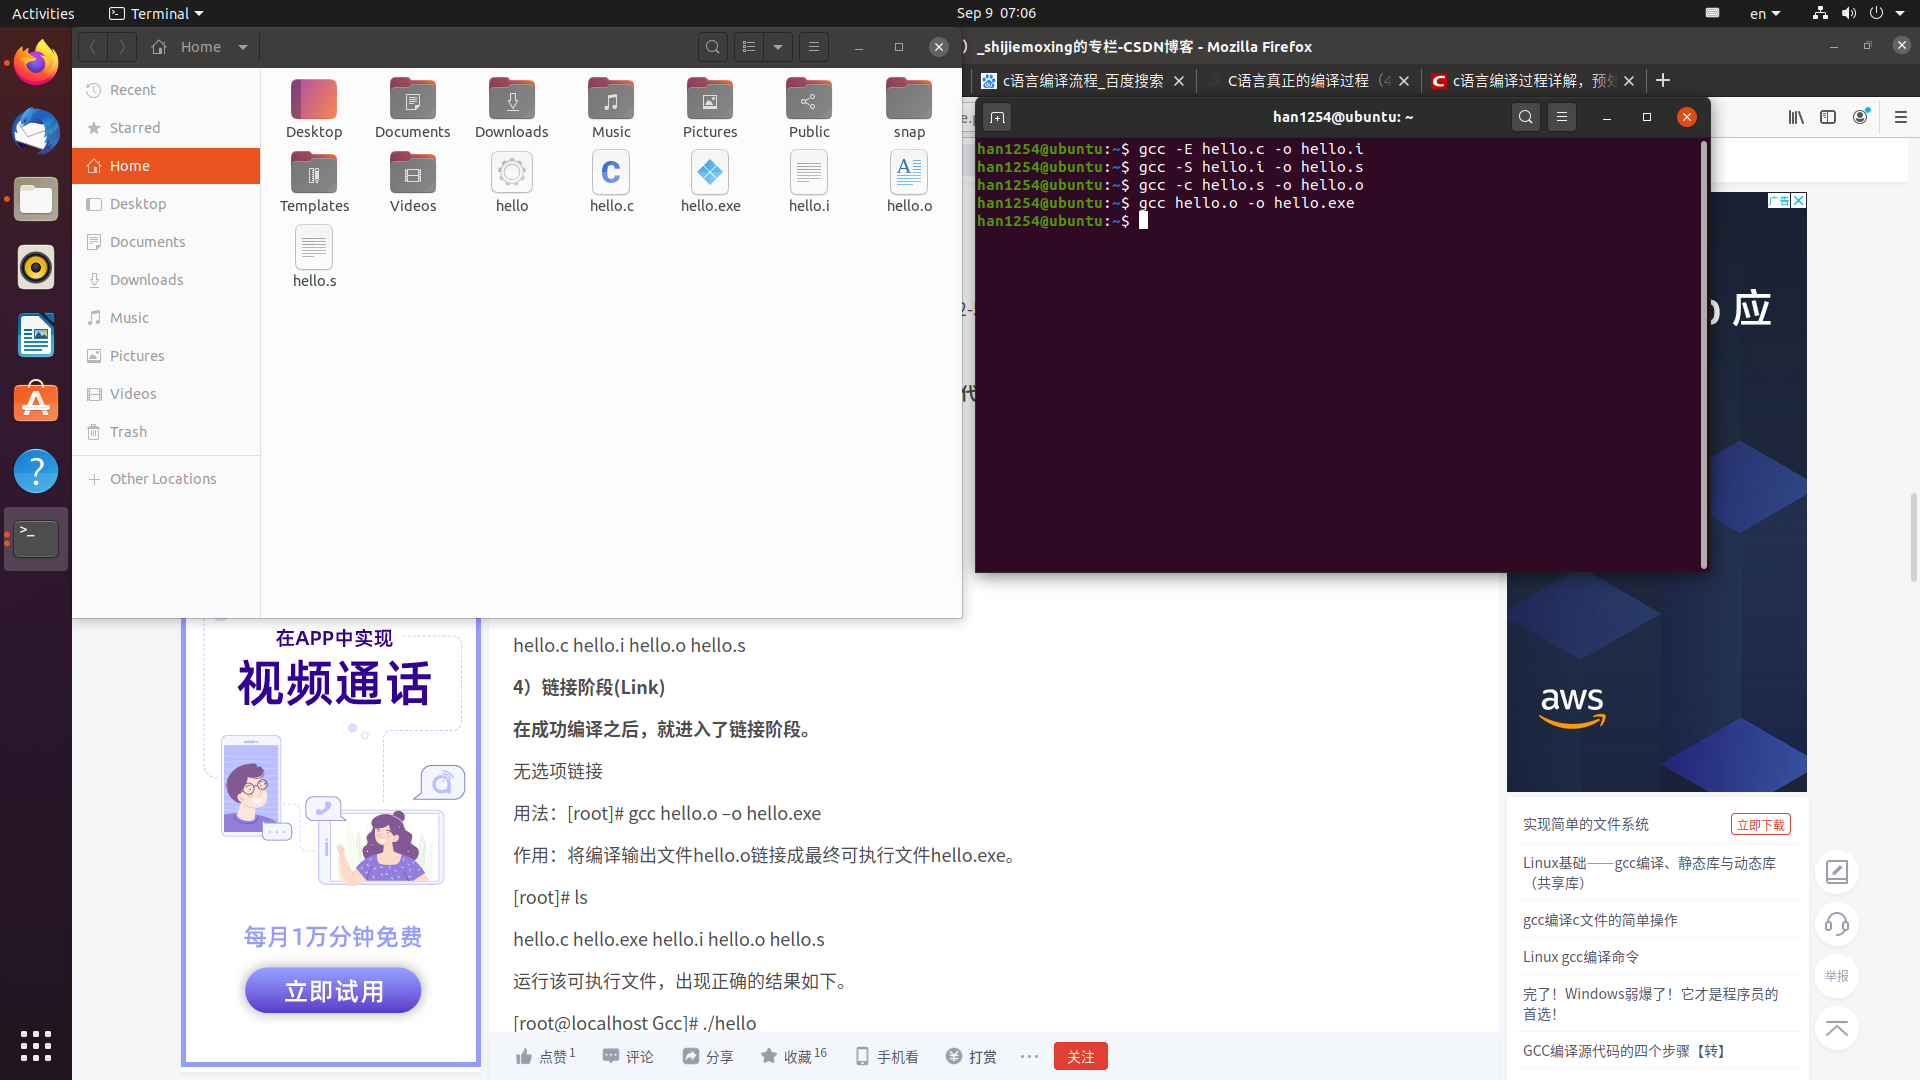 Activities
Terminal
Sep 9 07:06
en
Home
）_shijiemoxing的专栏-CSDN博客 - Mozilla Firefox
c语言编译流程_百度搜索
C语言真正的编译过程（4
c语言编译过程详解，预处
Recent
Starred
Home
Desktop
Documents
Downloads
Music
Pictures
Videos
Trash
Other Locations
Desktop
Documents
Downloads
Music
Pictures
Public
snap
Templates
Videos
hello
hello.c
hello.exe
hello.i
hello.o
hello.s
han1254@ubuntu: ~
han1254@ubuntu:~$ gcc -E hello.c -o hello.i
han1254@ubuntu:~$ gcc -S hello.i -o hello.s
han1254@ubuntu:~$ gcc -c hello.s -o hello.o
han1254@ubuntu:~$ gcc hello.o -o hello.exe
han1254@ubuntu:~$
广告
应
aws
在APP中实现
视频通话
每月1万分钟免费
立即试用
hello.c hello.i hello.o hello.s
4）链接阶段(Link)
在成功编译之后，就进入了链接阶段。
无选项链接
用法：[root]# gcc hello.o –o hello.exe
作用：将编译输出文件hello.o链接成最终可执行文件hello.exe。
[root]# ls
hello.c hello.exe hello.i hello.o hello.s
运行该可执行文件，出现正确的结果如下。
[root@localhost Gcc]# ./hello
点赞 1
评论
分享
收藏 16
手机看
打赏
关注
实现简单的文件系统
立即下载
Linux基础——gcc编译、静态库与动态库
（共享库）
gcc编译c文件的简单操作
Linux gcc编译命令
完了！Windows弱爆了！它才是程序员的
首选！
GCC编译源代码的四个步骤【转】
举报